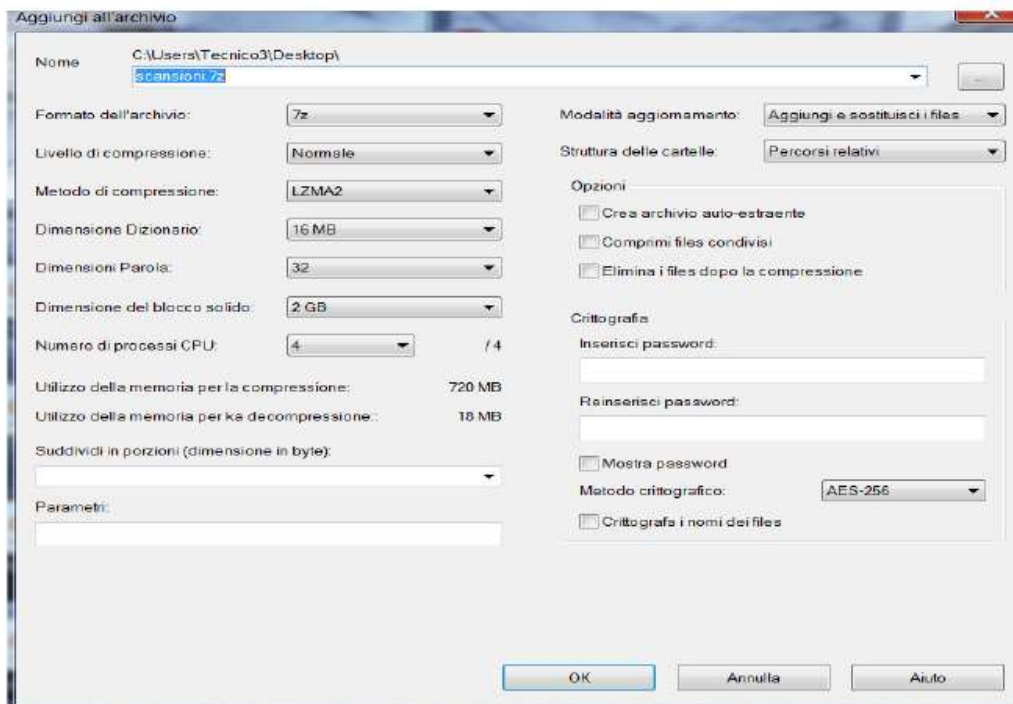 Aggiungi all'archivio
Nome
C:\Users\Tecnico3\Desktop\
scansioni.7z
...
Formato dell'archivio:
7z
Livello di compressione:
Normale
Metodo di compressione:
LZMA2
Dimensione Dizionario:
16 MB
Dimensioni Parola:
32
Dimensione del blocco solido:
2 GB
Numero di processi CPU:
4
/ 4
Utilizzo della memoria per la compressione:
720 MB
Utilizzo della memoria per ka decompressione.:
18 MB
Suddividi in porzioni (dimensione in byte):
Parametri:
Modalità aggiornamento:
Aggiungi e sostituisci i files
Struttura delle cartelle:
Percorsi relativi
Opzioni
Crea archivio auto-estraente
Comprimi files condivisi
Elimina i files dopo la compressione
Crittografia
Inserisci password:
Reinserisci password:
Mostra password
Metodo crittografico:
AES-256
Crittografa i nomi dei files
OK
Annulla
Aiuto